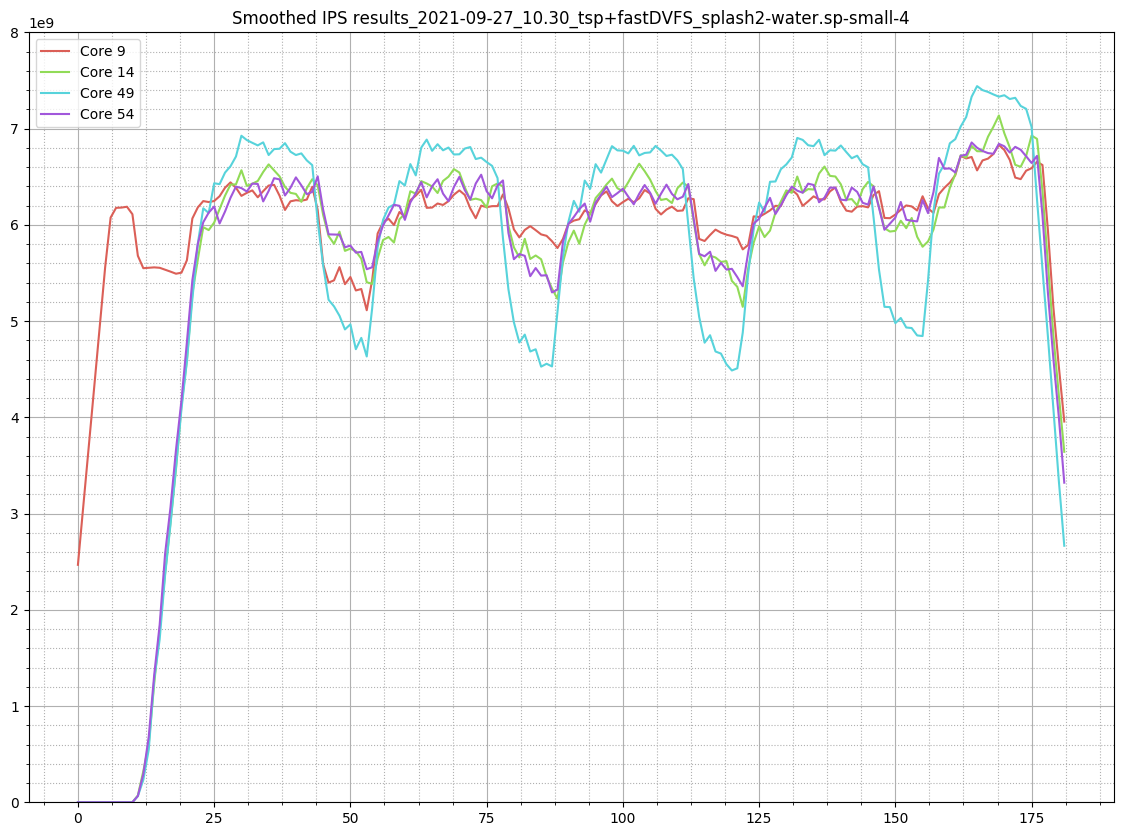 Smoothed IPS results_2021-09-27_10.30_tsp+fastDVFS_splash2-water.sp-small-4
1e9
Core 9
Core 14
Core 49
Core 54
8
7
6
5
4
3
2
1
0
0 25 50 75 100 125 150 175